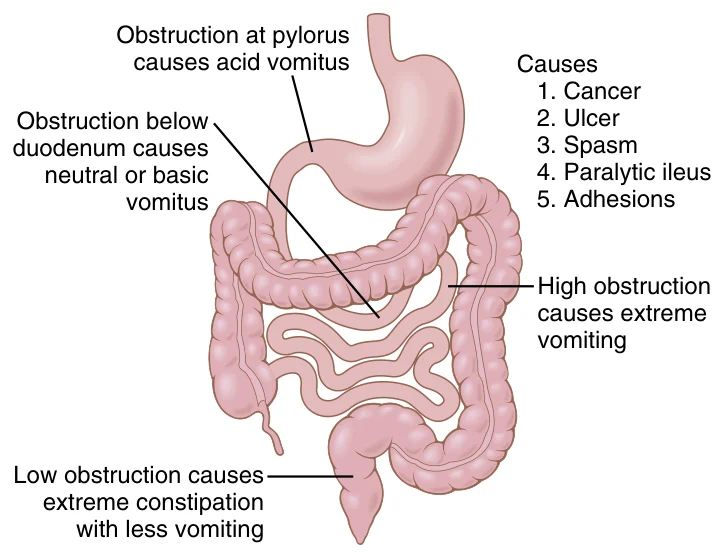 Obstruction at pylorus
causes acid vomitus
Causes
1. Cancer
2. Ulcer
3. Spasm
4. Paralytic ileus
5. Adhesions
Obstruction below
duodenum causes
neutral or basic
vomitus
High obstruction
causes extreme
vomiting
Low obstruction causes
extreme constipation
with less vomiting